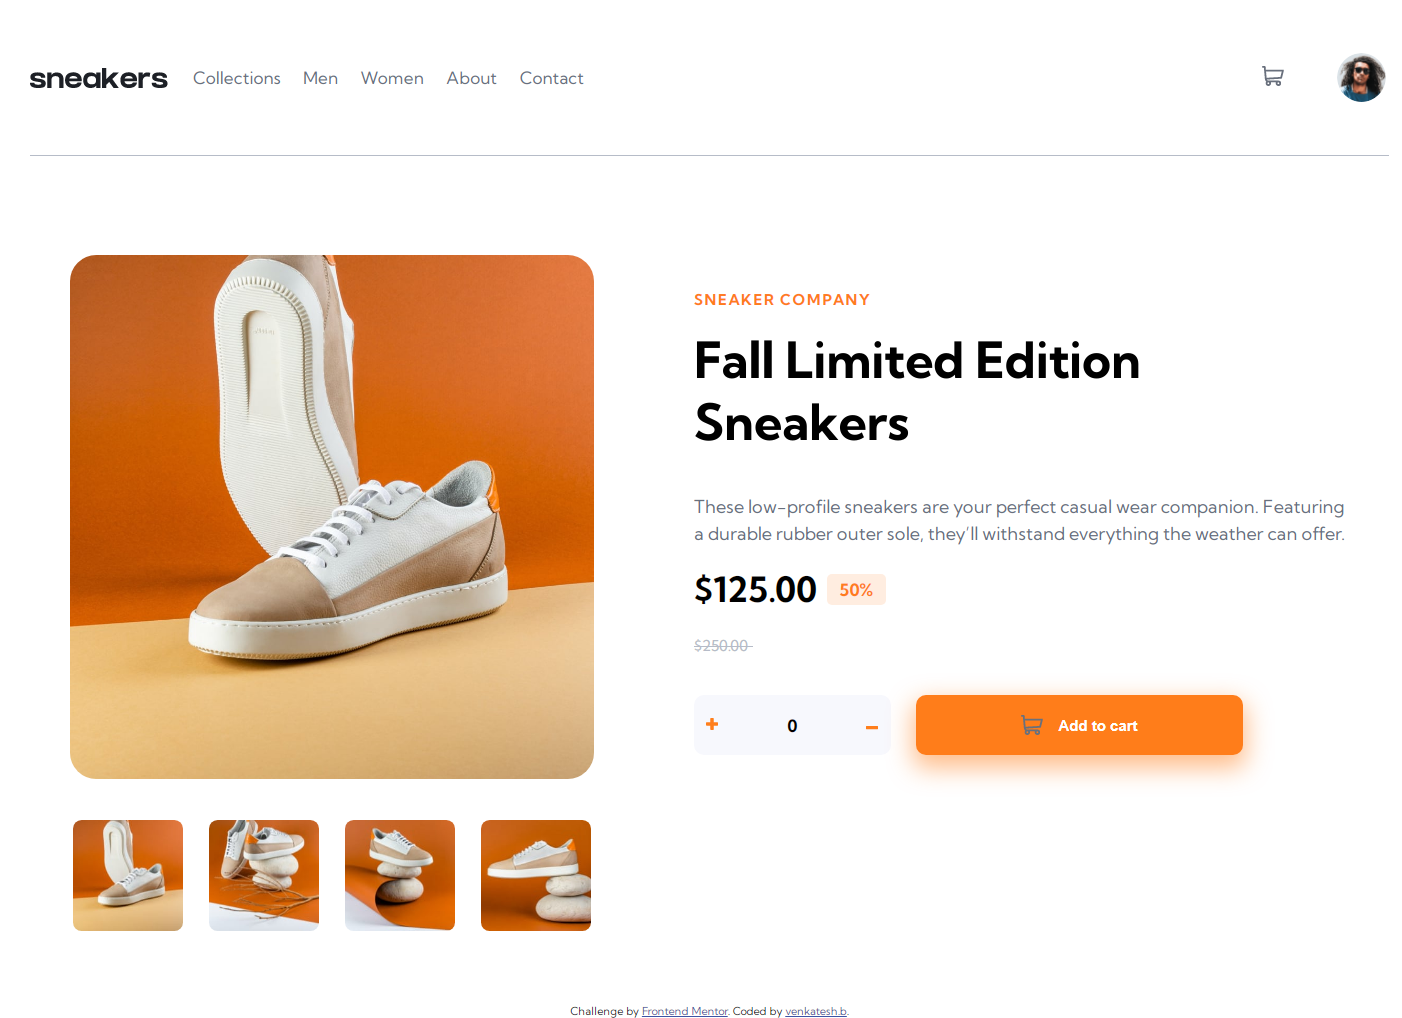 sneakers Collections Men Women About Contact
SNEAKER COMPANY
Fall Limited Edition
Sneakers
These low-profile sneakers are your perfect casual wear companion. Featuring
a durable rubber outer sole, they’ll withstand everything the weather can offer.
$125.00 50%
$250.00
+ 0 − Add to cart
Challenge by Frontend Mentor. Coded by venkatesh.b.